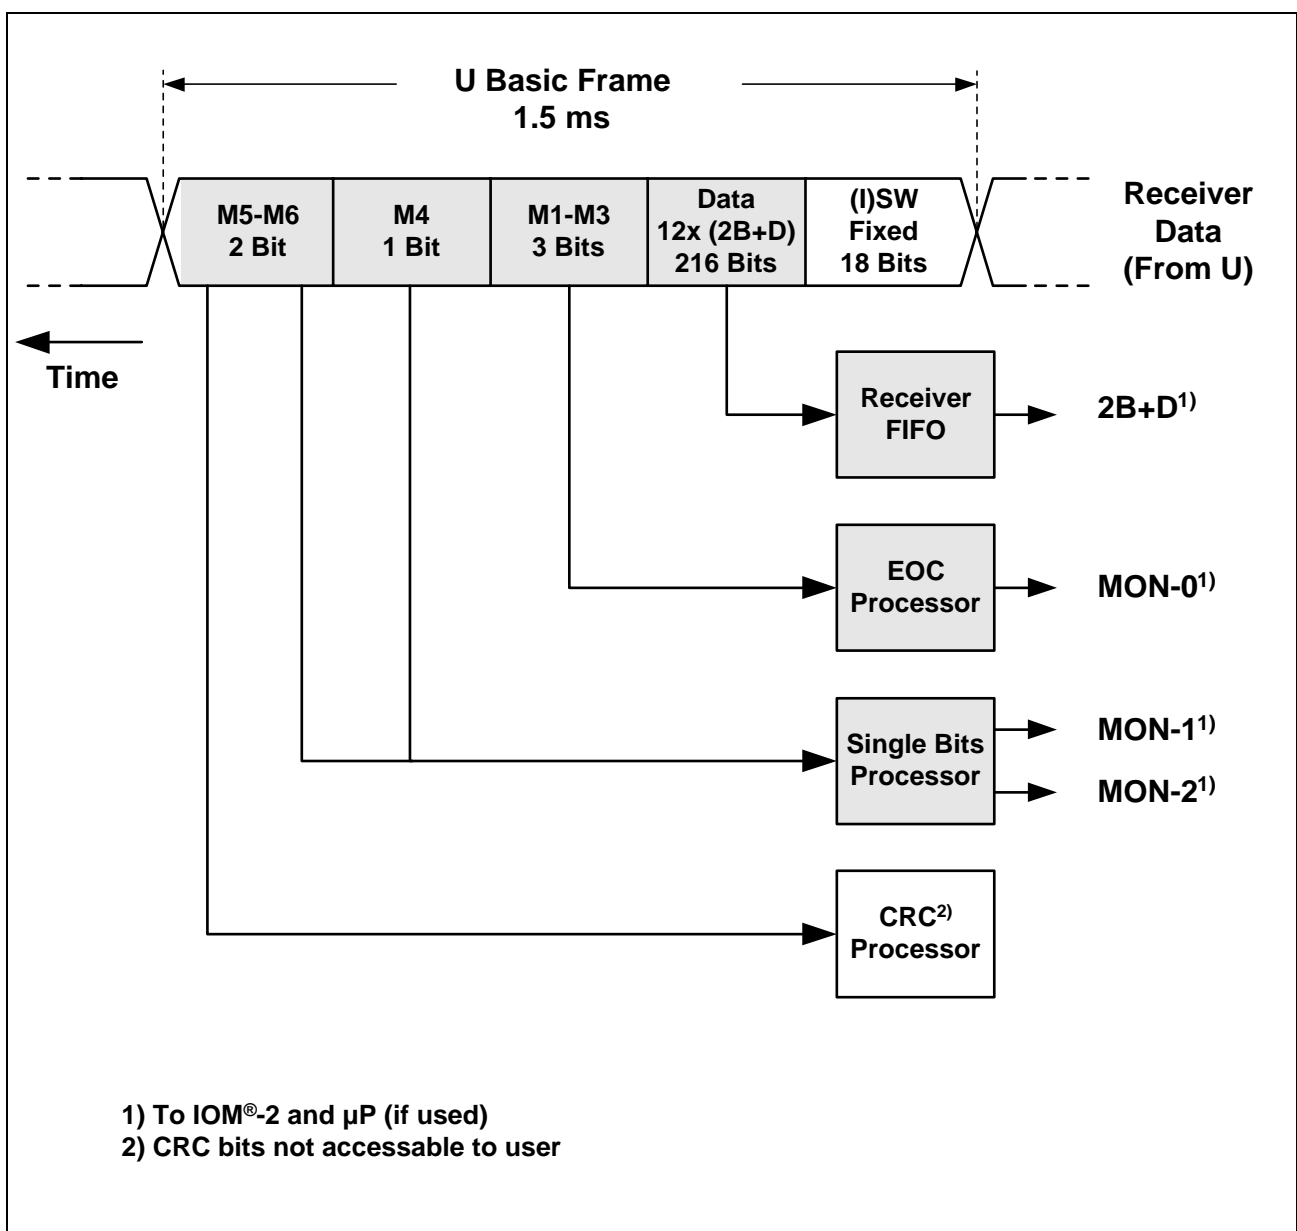 U Basic Frame
1.5 ms
M5-M6
2 Bit
M4
1 Bit
M1-M3
3 Bits
Data
12x (2B+D)
216 Bits
(I)SW
Fixed
18 Bits
Receiver
Data
(From U)
Time
Receiver
FIFO
2B+D1)
EOC
Processor
MON-01)
Single Bits
Processor
MON-11)
MON-21)
CRC2)
Processor
1) To IOM®-2 and µP (if used)
2) CRC bits not accessable to user